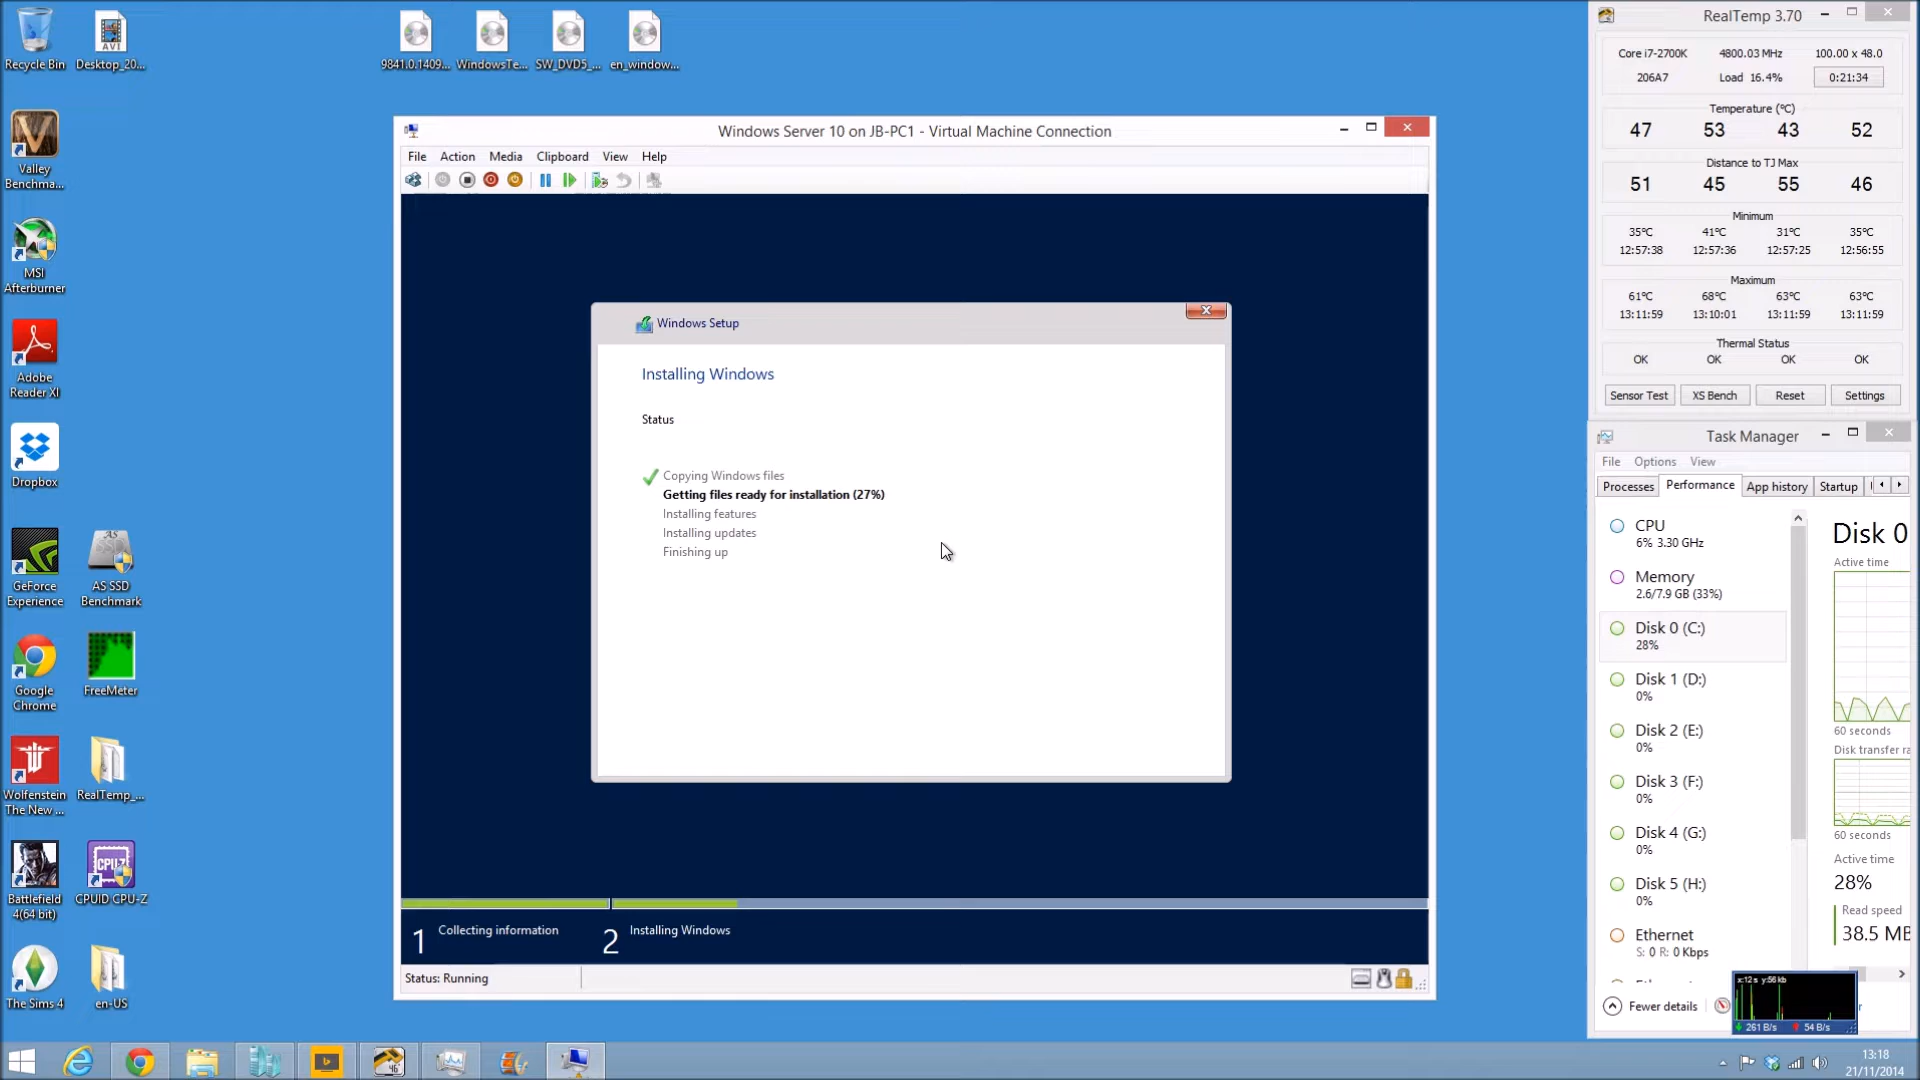 Recycle Bin
Desktop_20...
AVI
Valley
Benchma...
MSI
Afterburner
Adobe
Reader XI
Dropbox
GeForce
Experience
AS SSD
AS SSD
Benchmark
Google
Chrome
FreeMeter
Wolfenstein
The New ...
RealTemp_...
Battlefield
4(64 bit)
CPU-Z
CPUID CPU-Z
The Sims 4
en-US
9841.0.1409...
WindowsTe...
SW_DVD5_...
en_window...
Windows Server 10 on JB-PC1 - Virtual Machine Connection
File Action Media Clipboard View Help
Windows Setup
Installing Windows
Status
Copying Windows files
Getting files ready for installation (27%)
Installing features
Installing updates
Finishing up
1 Collecting information
2 Installing Windows
Status: Running
RealTemp 3.70
Core i7-2700K 4800.03 MHz 100.00 x 48.0
206A7 Load 16.4% 0:21:34
Temperature (°C)
47 53 43 52
Distance to TJ Max
51 45 55 46
Minimum
35°C 41°C 31°C 35°C
12:57:38 12:57:36 12:57:25 12:56:55
Maximum
61°C 68°C 63°C 63°C
13:11:59 13:10:01 13:11:59 13:11:59
Thermal Status
OK OK OK OK
Sensor Test XS Bench Reset Settings
Task Manager
File Options View
Processes Performance App history Startup
CPU
6% 3.30 GHz
Memory
2.6/7.9 GB (33%)
Disk 0 (C:)
28%
Disk 1 (D:)
0%
Disk 2 (E:)
0%
Disk 3 (F:)
0%
Disk 4 (G:)
0%
Disk 5 (H:)
0%
Ethernet
S: 0 R: 0 Kbps
Disk 0
Active time
60 seconds
Disk transfer ra
60 seconds
Active time
28%
Read speed
38.5 MB
Fewer details
x:12 s y:56 kb
261 B/s 54 B/s
13:18
21/11/2014